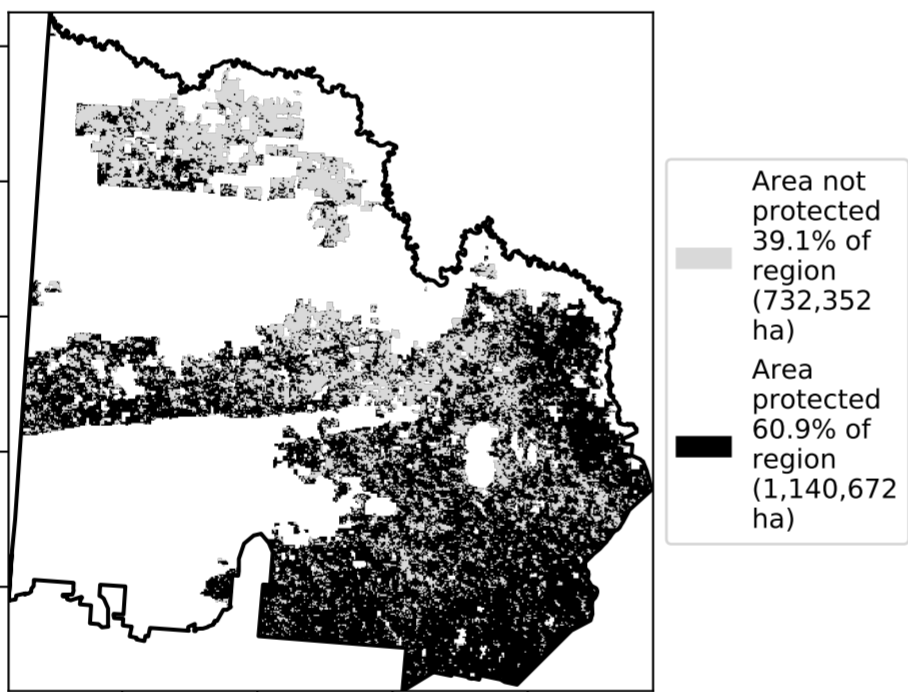 Area not
protected
39.1% of
region
(732,352
ha)
Area
protected
60.9% of
region
(1,140,672
ha)